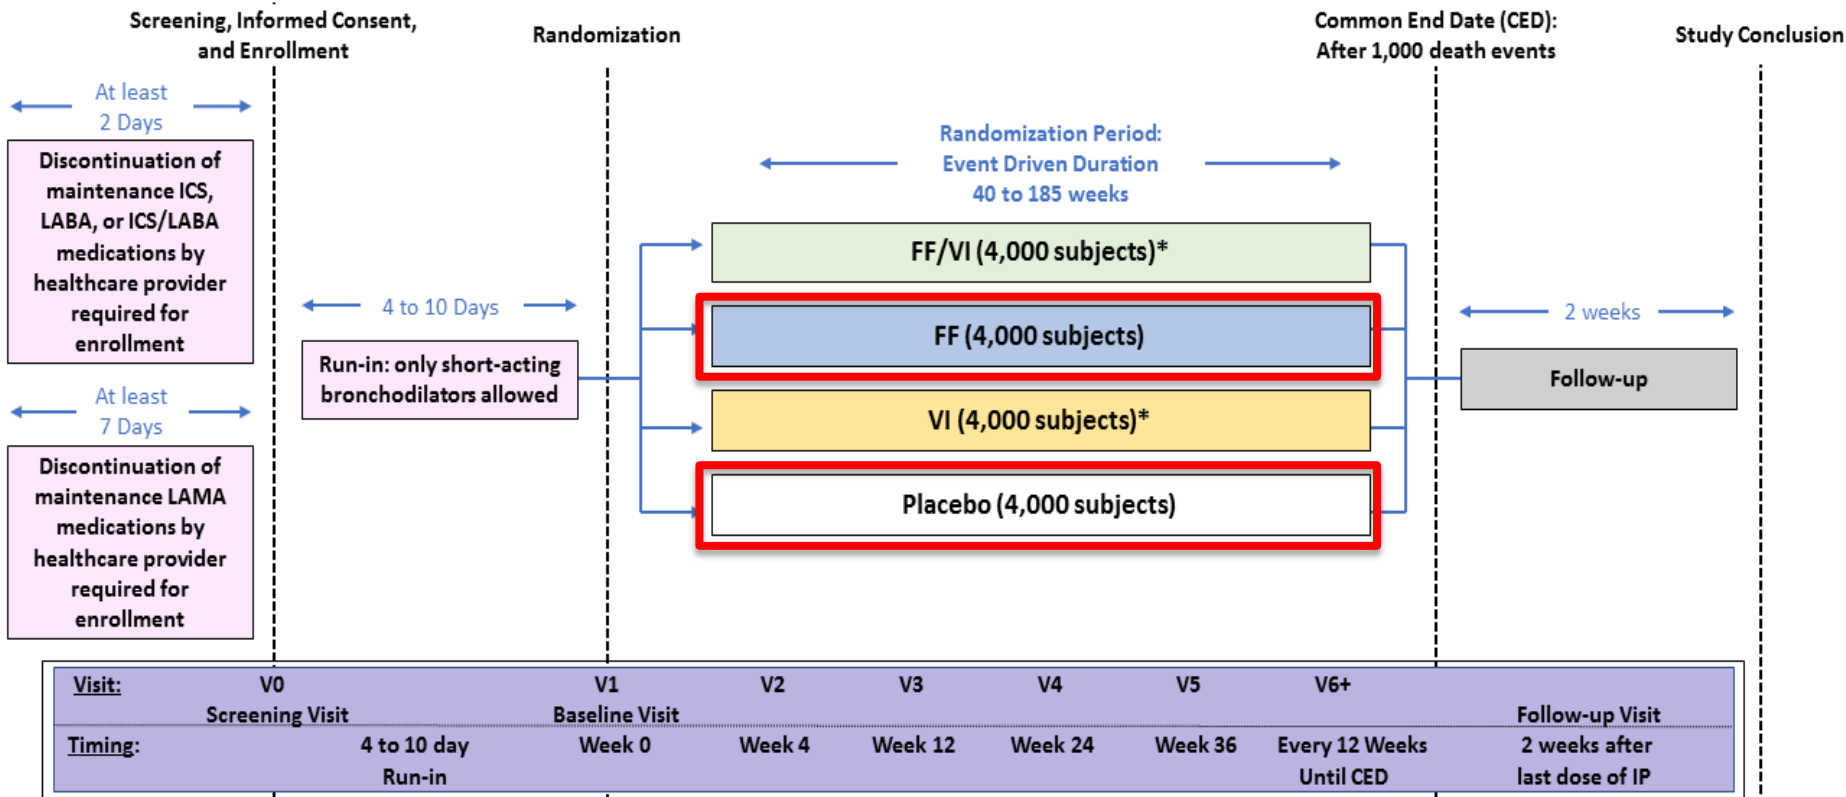 Screening, Informed Consent,
and Enrollment
Randomization
Common End Date (CED):
After 1,000 death events
Study Conclusion
At least
2 Days
Discontinuation of
maintenance ICS,
LABA, or ICS/LABA
medications by
healthcare provider
required for
enrollment
At least
7 Days
Discontinuation of
maintenance LAMA
medications by
healthcare provider
required for
enrollment
4 to 10 Days
Run-in: only short-acting
bronchodilators allowed
Randomization Period:
Event Driven Duration
40 to 185 weeks
FF/VI (4,000 subjects)*
FF (4,000 subjects)
VI (4,000 subjects)*
Placebo (4,000 subjects)
2 weeks
Follow-up
Visit: V0 V1 V2 V3 V4 V5 V6+
Screening Visit Baseline Visit Follow-up Visit
Timing: 4 to 10 day Week 0 Week 4 Week 12 Week 24 Week 36 Every 12 Weeks 2 weeks after
Run-in Until CED last dose of IP